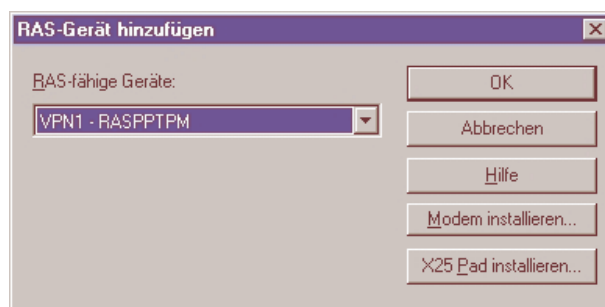 RAS-Gerät hinzufügen
RAS-fähige Geräte:
VPN1 - RASPPTPM
OK
Abbrechen
Hilfe
Modem installieren...
X25 Pad installieren...